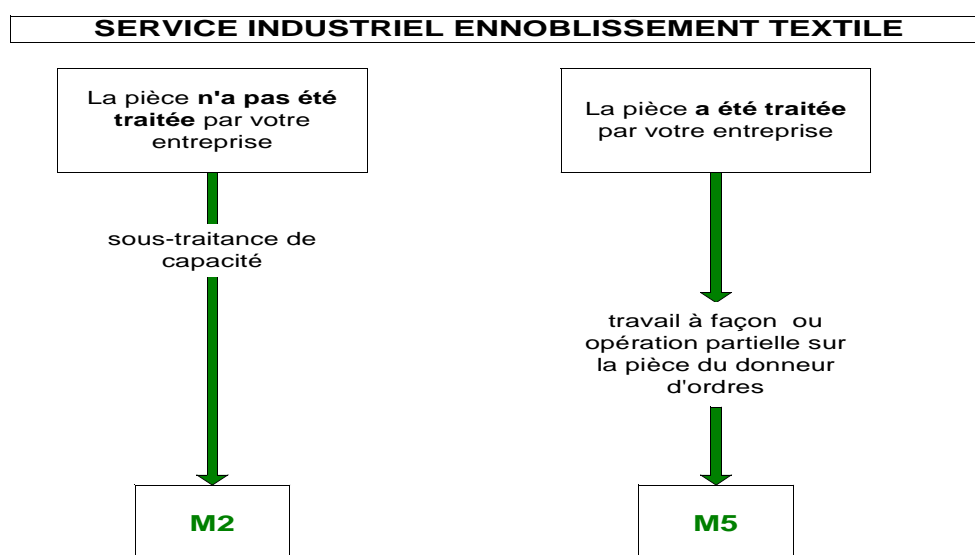 SERVICE INDUSTRIEL ENNOBLISSEMENT TEXTILE
La pièce n'a pas été
traitée par votre
entreprise
sous-traitance de
capacité
M2
La pièce a été traitée
par votre entreprise
travail à façon ou
opération partielle sur
la pièce du donneur
d'ordres
M5